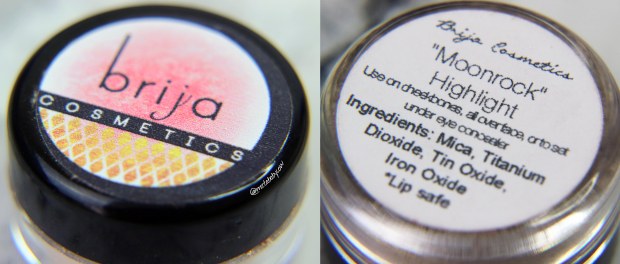 brija
COSMETICS
Brija Cosmetics
"Moonrock"
Highlight
Use on cheekbones, all over face, or to set
under eye concealer
Ingredients: Mica, Titanium
Dioxide, Tin Oxide,
Iron Oxide
*Lip safe